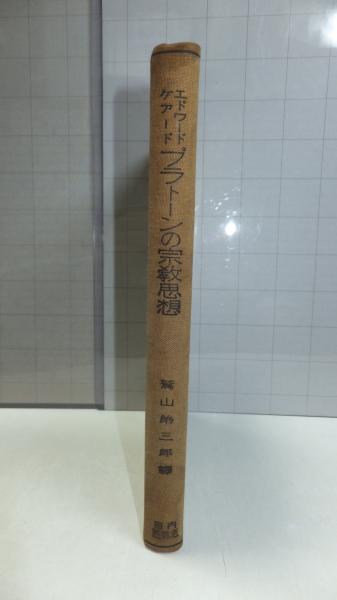 エドワード
ケアード
プラトーンの宗教思想
鷲山弟三郎譯